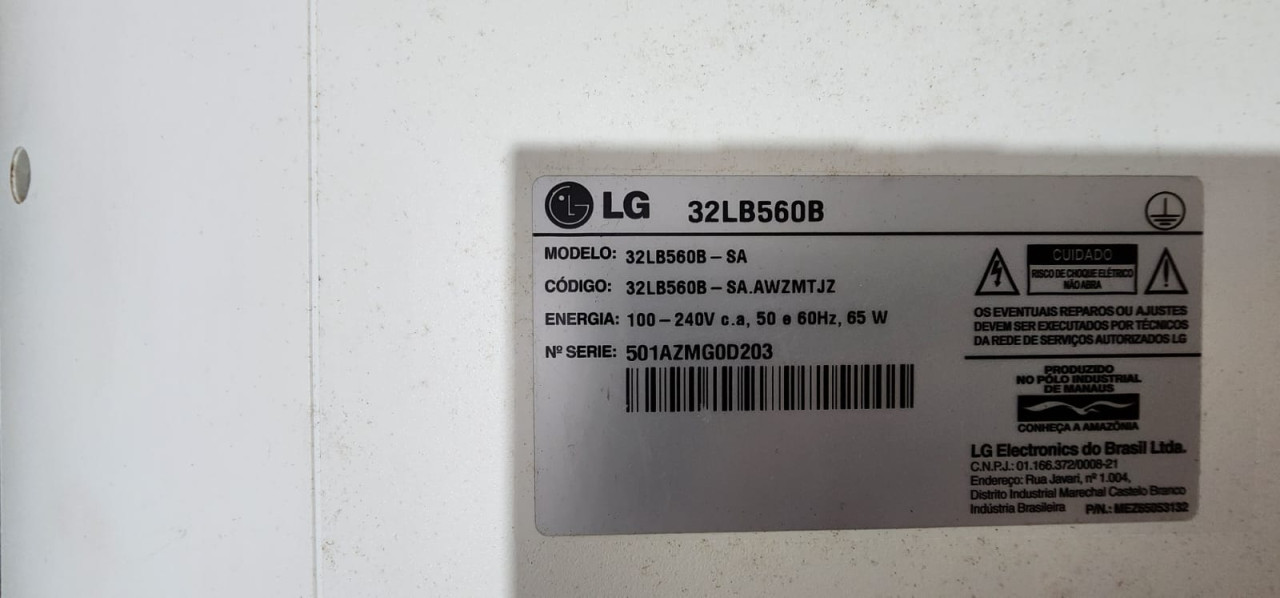 LG 32LB560B
MODELO: 32LB560B - SA
CÓDIGO: 32LB560B - SA.AWZMTJZ
ENERGIA: 100 - 240V c.a, 50 e 60Hz, 65 W
Nº SERIE: 501AZMG0D203
CUIDADO
RISCO DE CHOQUE ELÉTRICO
NÃO ABRA
OS EVENTUAIS REPAROS OU AJUSTES
DEVEM SER EXECUTADOS POR TÉCNICOS
DA REDE DE SERVIÇOS AUTORIZADOS LG
PRODUZIDO
NO PÓLO INDUSTRIAL
DE MANAUS
CONHEÇA A AMAZÔNIA
LG Electronics do Brasil Ltda.
C.N.P.J.: 01.166.372/0008-21
Endereço: Rua Javari, nº 1.004,
Distrito Industrial Marechal Castelo Branco
Indústria Brasileira P/N.: MEZ65053132